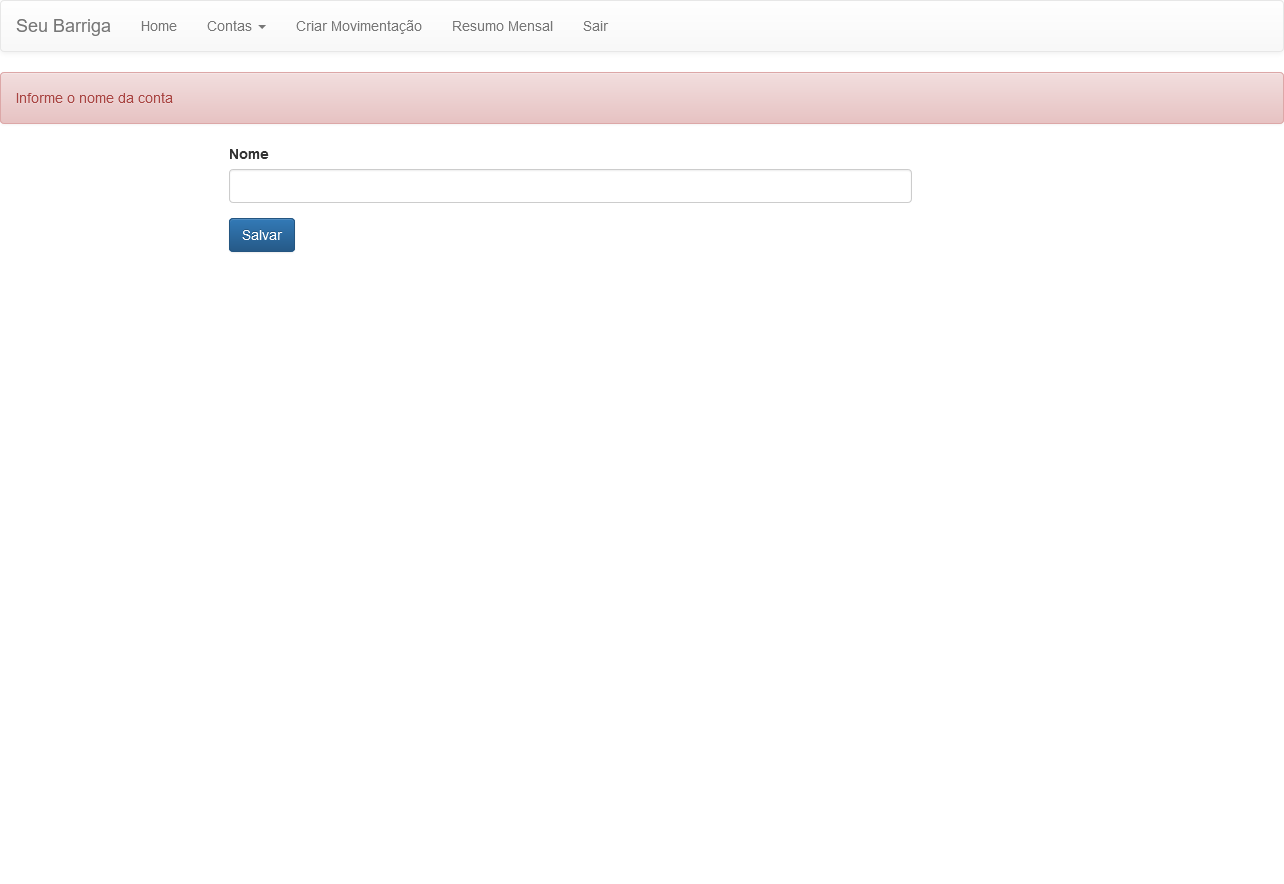 Seu Barriga Home Contas Criar Movimentação Resumo Mensal Sair
Informe o nome da conta
Nome
Salvar